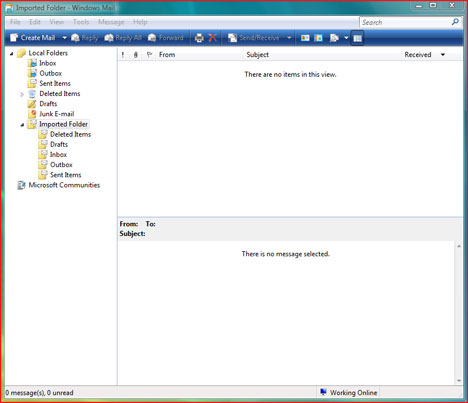 Imported Folder - Windows Mail
File Edit View Tools Message Help
Search
Create Mail Reply Reply All Forward Send/Receive
Local Folders
Inbox
Outbox
Sent Items
Deleted Items
Drafts
Junk E-mail
Imported Folder
Deleted Items
Drafts
Inbox
Outbox
Sent Items
Microsoft Communities
! From Subject Received
There are no items in this view.
From: To:
Subject:
There is no message selected.
0 message(s), 0 unread
Working Online